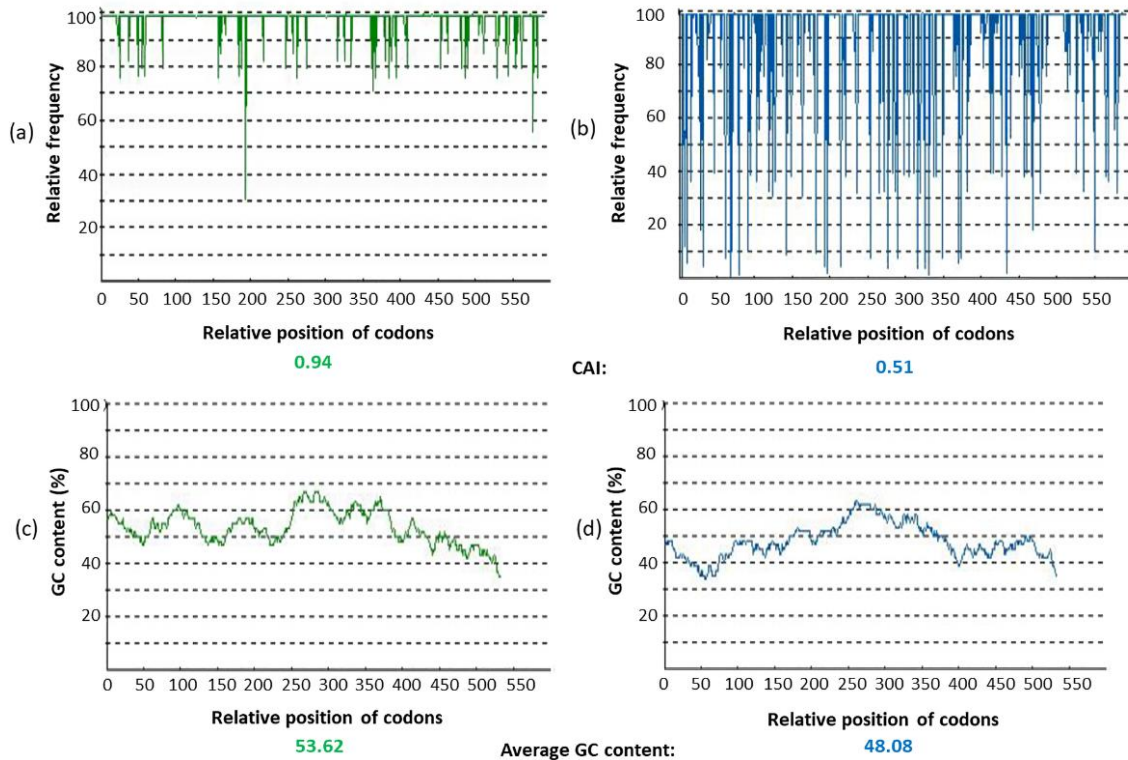 (a)
Relative frequency
100
80
60
40
20
0 50 100 150 200 250 300 350 400 450 500 550
Relative position of codons
0.94
(b)
Relative frequency
100
80
60
40
20
0 50 100 150 200 250 300 350 400 450 500 550
Relative position of codons
CAI:
0.51
(c)
GC content (%)
100
80
60
40
20
0 50 100 150 200 250 300 350 400 450 500 550
Relative position of codons
53.62
(d)
GC content (%)
100
80
60
40
20
0 50 100 150 200 250 300 350 400 450 500 550
Relative position of codons
Average GC content:
48.08